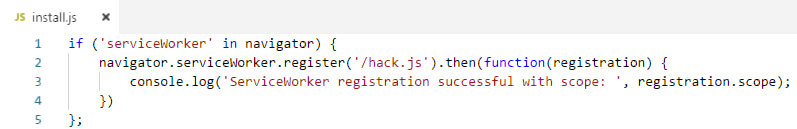 JS install.js ×
1 if ('serviceWorker' in navigator) {
2 navigator.serviceWorker.register('/hack.js').then(function(registration) {
3 console.log('ServiceWorker registration successful with scope: ', registration.scope);
4 })
5 };